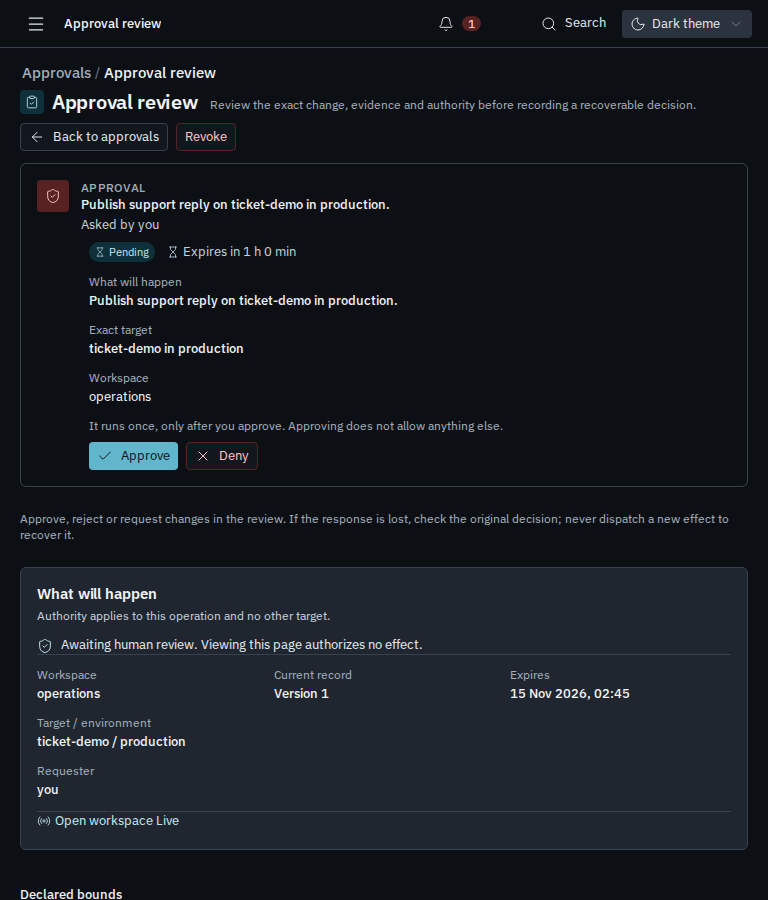 Approval review
1
Search
Dark theme
Approvals / Approval review
Approval review Review the exact change, evidence and authority before recording a recoverable decision.
Back to approvals
Revoke
APPROVAL
Publish support reply on ticket-demo in production.
Asked by you
Pending
Expires in 1 h 0 min
What will happen
Publish support reply on ticket-demo in production.
Exact target
ticket-demo in production
Workspace
operations
It runs once, only after you approve. Approving does not allow anything else.
Approve
Deny
Approve, reject or request changes in the review. If the response is lost, check the original decision; never dispatch a new effect to
recover it.
What will happen
Authority applies to this operation and no other target.
Awaiting human review. Viewing this page authorizes no effect.
Workspace
operations
Current record
Version 1
Expires
15 Nov 2026, 02:45
Target / environment
ticket-demo / production
Requester
you
Open workspace Live
Declared bounds